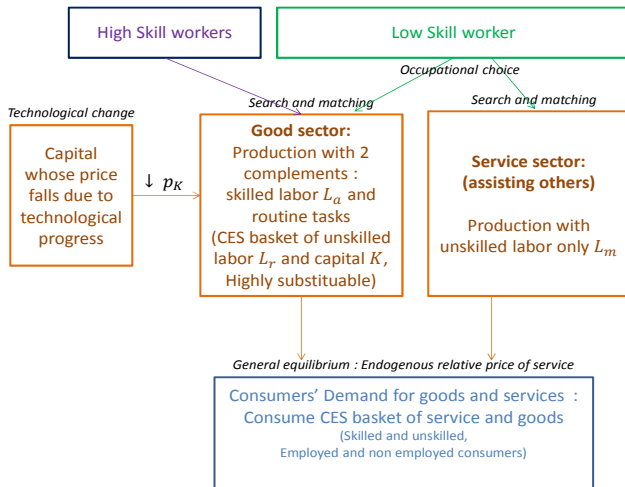 High Skill workers
Low Skill worker
Occupational choice
Technological change
Search and matching
Search and matching
Capital
whose price
falls due to
technological
progress
↓ p_K
Good sector:
Production with 2
complements :
skilled labor L_a and
routine tasks
(CES basket of unskilled
labor L_r and capital K,
Highly substituable)
Service sector:
(assisting others)
Production with
unskilled labor only L_m
General equilibrium : Endogenous relative price of service
Consumers’ Demand for goods and services :
Consume CES basket of service and goods
(Skilled and unskilled,
Employed and non employed consumers)